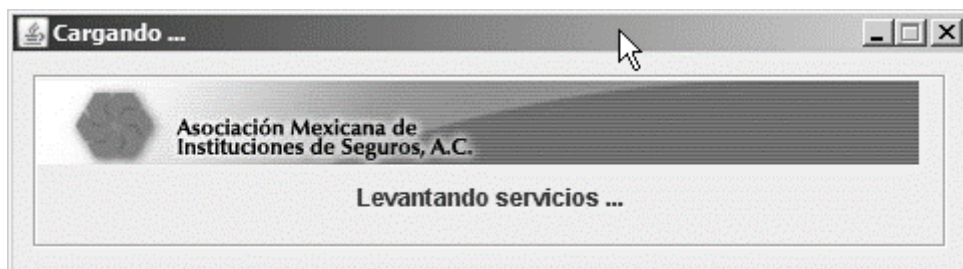 Cargando ...
Asociación Mexicana de
Instituciones de Seguros, A.C.
Levantando servicios ...